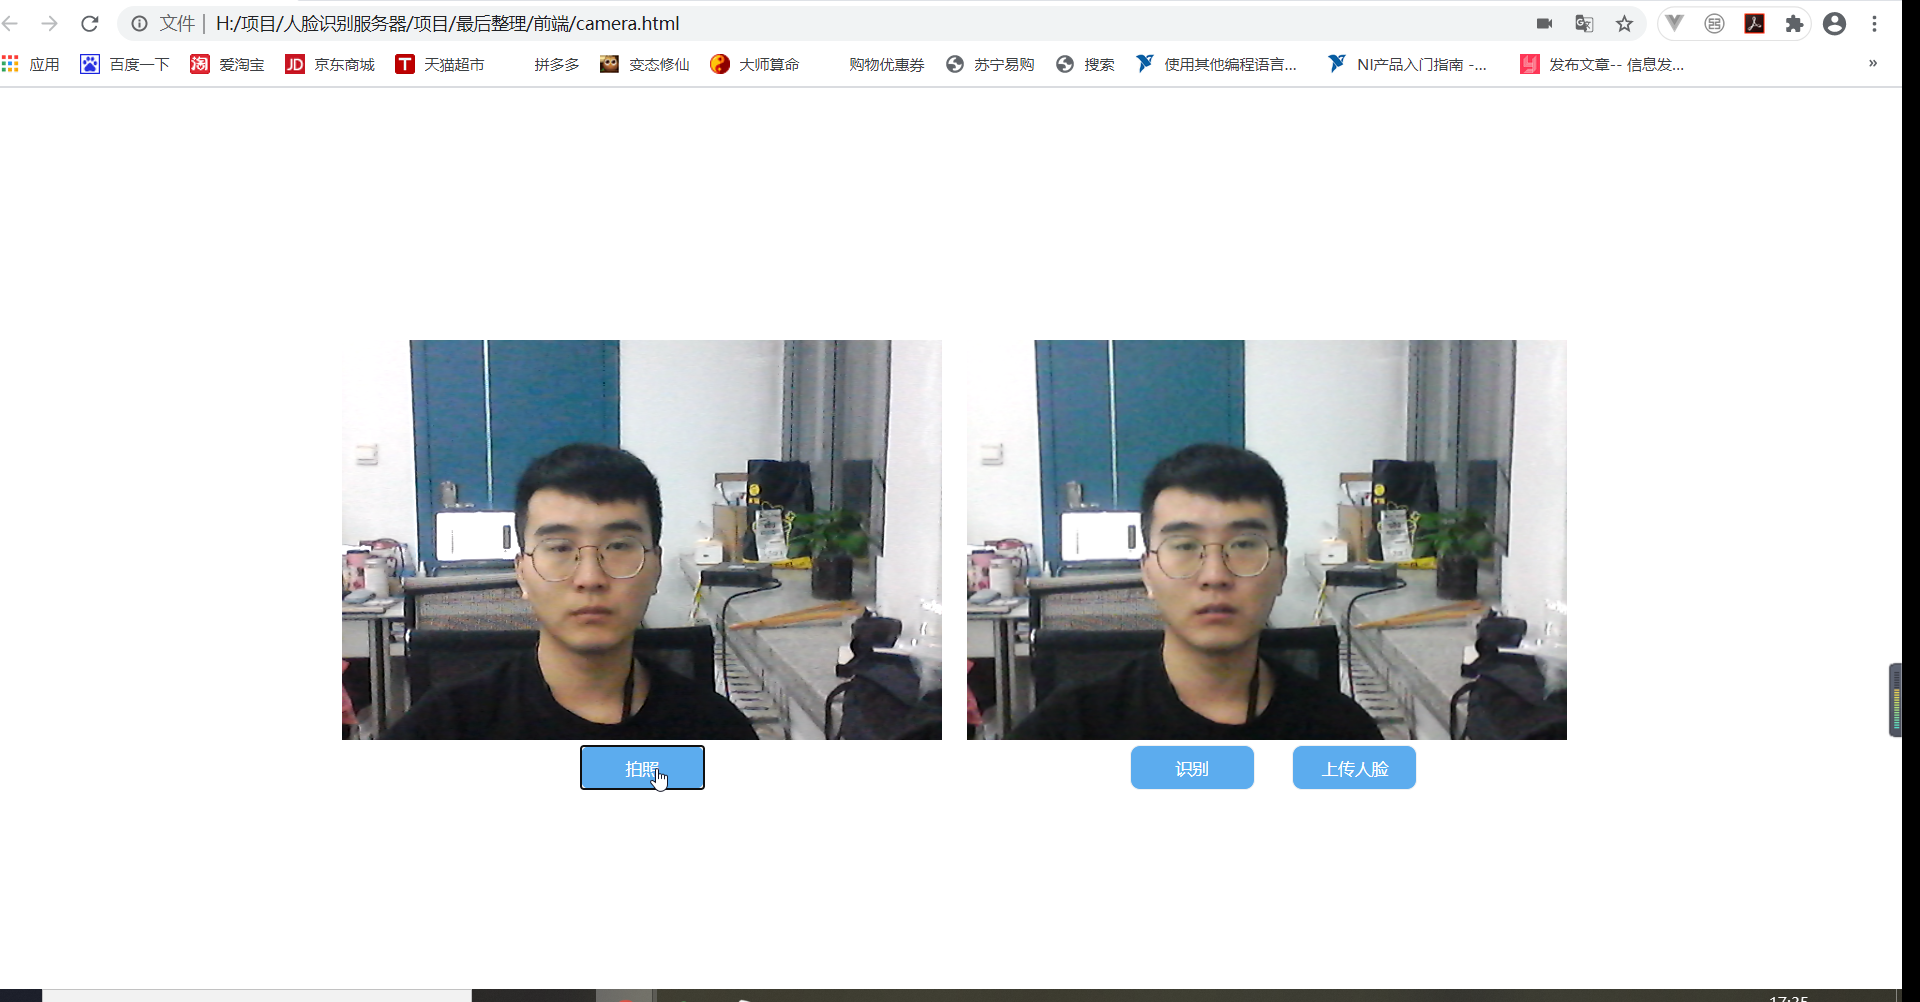 文件 | H:/项目/人脸识别服务器/项目/最后整理/前端/camera.html
应用 百度一下 淘 爱淘宝 JD 京东商城 T 天猫超市 拼多多 变态修仙 大师算命 购物优惠券 苏宁易购 搜索 使用其他编程语言... NI产品入门指南 -... 发布文章-- 信息发... »
拍照 识别 上传人脸